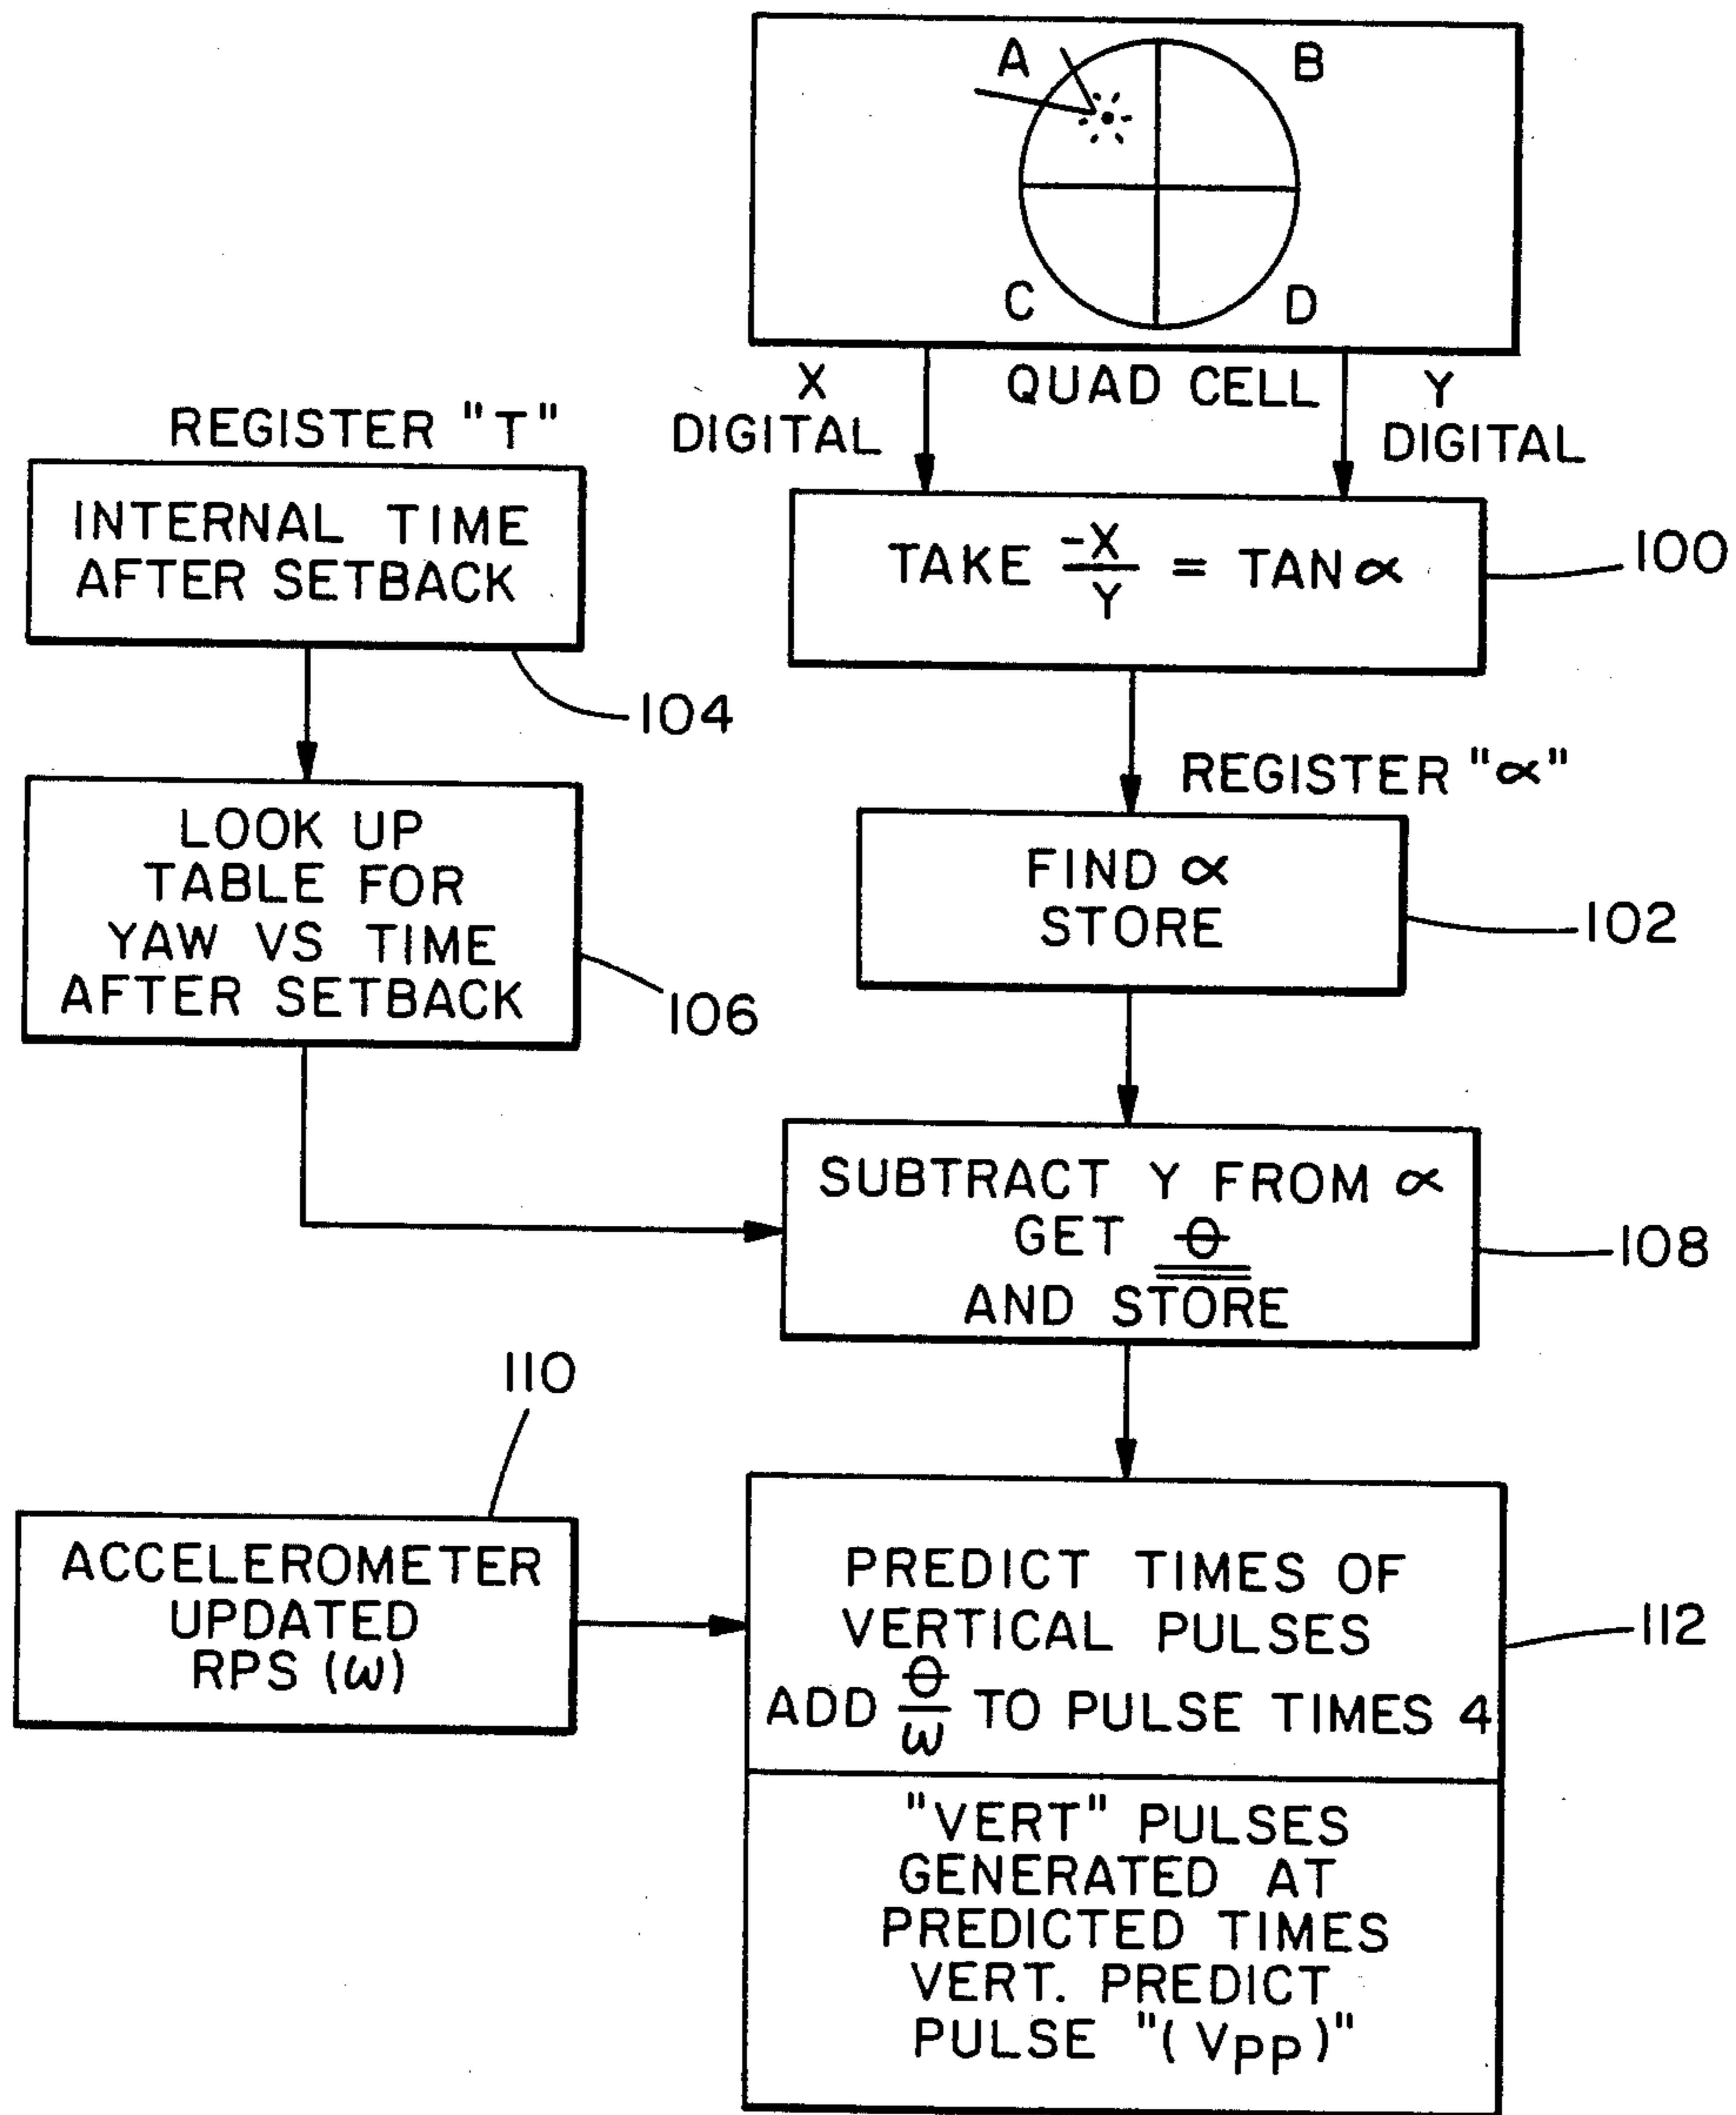 A
B
C
D
X
DIGITAL
QUAD CELL
Y
DIGITAL
REGISTER "T"
INTERNAL TIME
AFTER SETBACK
104
TAKE -X/Y = TAN α
100
LOOK UP
TABLE FOR
YAW VS TIME
AFTER SETBACK
106
REGISTER "α"
FIND α
STORE
102
SUBTRACT Y FROM α
GET θ
AND STORE
108
110
ACCELEROMETER
UPDATED
RPS (ω)
PREDICT TIMES OF
VERTICAL PULSES
ADD θ/ω TO PULSE TIMES 4
112
"VERT" PULSES
GENERATED AT
PREDICTED TIMES
VERT. PREDICT
PULSE "(VPP)"